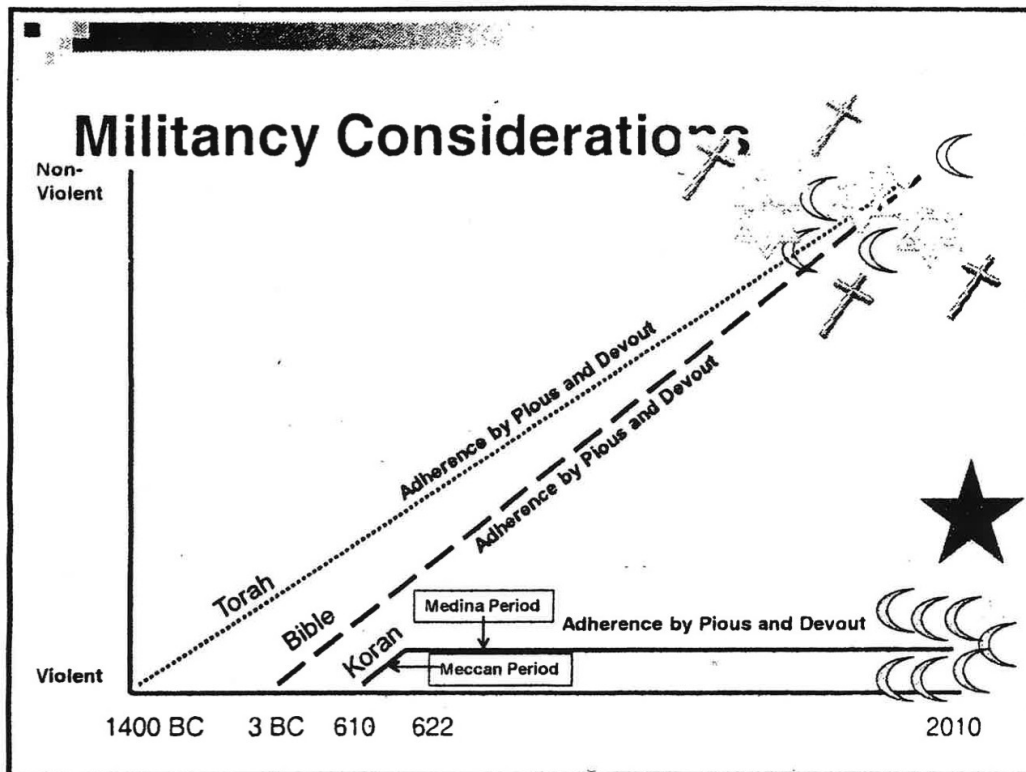 Militancy Considerations
Non-
Violent
Adherence by Pious and Devout
Adherence by Pious and Devout
Torah
Bible
Koran
Medina Period
Adherence by Pious and Devout
Meccan Period
Violent
1400 BC 3 BC 610 622 2010